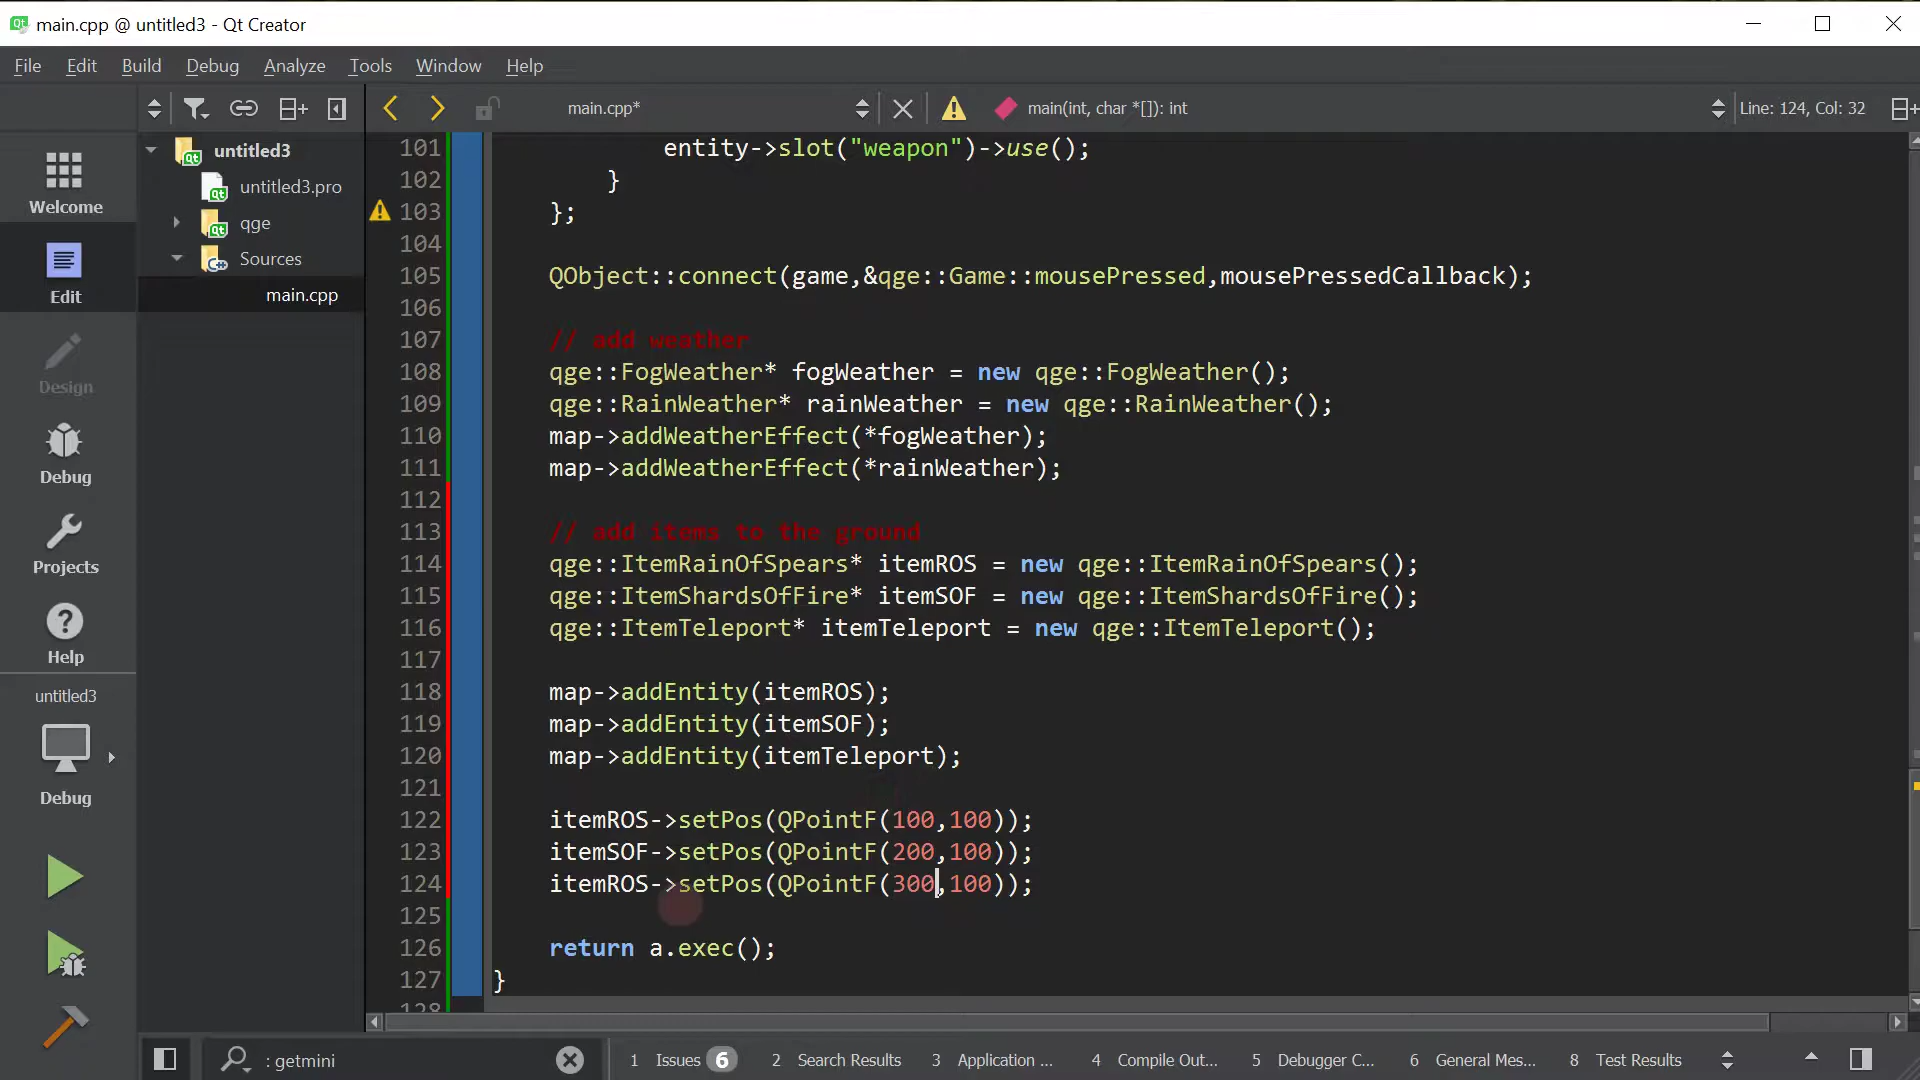 main.cpp @ untitled3 - Qt Creator
File Edit Build Debug Analyze Tools Window Help
main.cpp* main(int, char *[]): int Line: 124, Col: 32
Welcome
Edit
Design
Debug
Projects
Help
untitled3
Debug
untitled3
untitled3.pro
qge
Sources
main.cpp
101 entity->slot("weapon")->use();
102 }
103 };
104
105 QObject::connect(game,&qge::Game::mousePressed,mousePressedCallback);
106
107 // add weather
108 qge::FogWeather* fogWeather = new qge::FogWeather();
109 qge::RainWeather* rainWeather = new qge::RainWeather();
110 map->addWeatherEffect(*fogWeather);
111 map->addWeatherEffect(*rainWeather);
112
113 // add items to the ground
114 qge::ItemRainOfSpears* itemROS = new qge::ItemRainOfSpears();
115 qge::ItemShardsOfFire* itemSOF = new qge::ItemShardsOfFire();
116 qge::ItemTeleport* itemTeleport = new qge::ItemTeleport();
117
118 map->addEntity(itemROS);
119 map->addEntity(itemSOF);
120 map->addEntity(itemTeleport);
121
122 itemROS->setPos(QPointF(100,100));
123 itemSOF->setPos(QPointF(200,100));
124 itemROS->setPos(QPointF(300,100));
125
126 return a.exec();
127 }
128
: getmini 1 Issues 6 2 Search Results 3 Application ... 4 Compile Out... 5 Debugger C... 6 General Mes... 8 Test Results